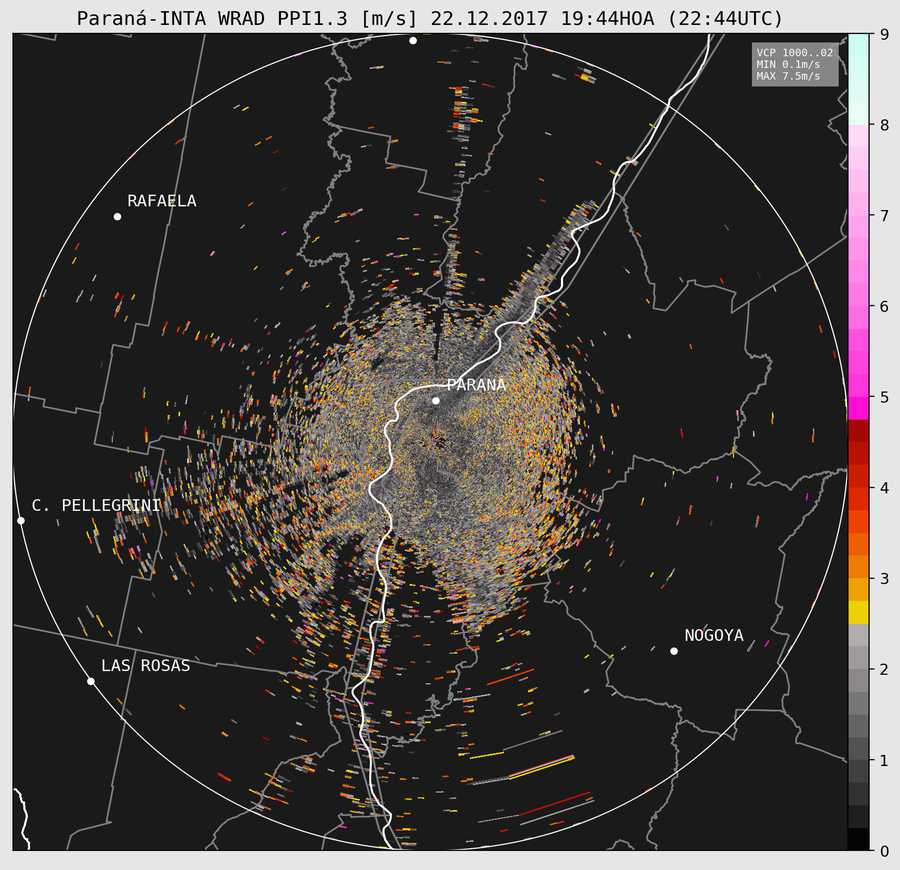 Paraná-INTA WRAD PPI1.3 [m/s] 22.12.2017 19:44HOA (22:44UTC)
VCP 1000..02
MIN 0.1m/s
MAX 7.5m/s
RAFAELA
PARANA
C. PELLEGRINI
NOGOYA
LAS ROSAS
9
8
7
6
5
4
3
2
1
0